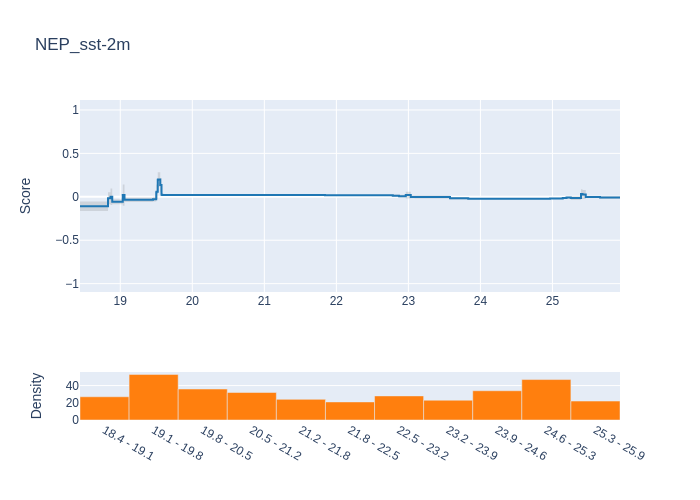 NEP_sst-2m
Score
1
0.5
0
−0.5
−1
19 20 21 22 23 24 25
Density
40
20
0
18.4 - 19.1
19.1 - 19.8
19.8 - 20.5
20.5 - 21.2
21.2 - 21.8
21.8 - 22.5
22.5 - 23.2
23.2 - 23.9
23.9 - 24.6
24.6 - 25.3
25.3 - 25.9